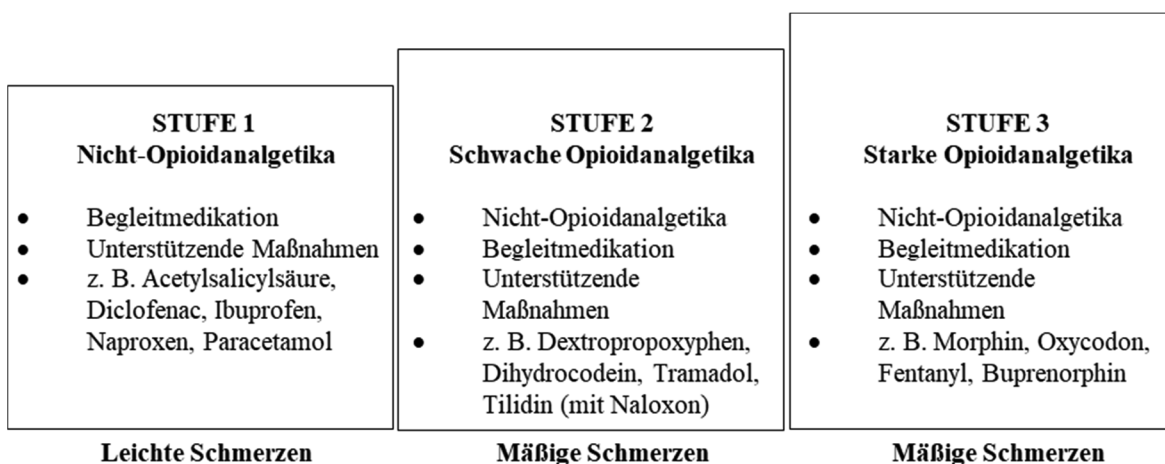 STUFE 1
Nicht-Opioidanalgetika
• Begleitmedikation
• Unterstützende Maßnahmen
• z. B. Acetylsalicylsäure,
Diclofenac, Ibuprofen,
Naproxen, Paracetamol
Leichte Schmerzen
STUFE 2
Schwache Opioidanalgetika
• Nicht-Opioidanalgetika
• Begleitmedikation
• Unterstützende
Maßnahmen
• z. B. Dextropropoxyphen,
Dihydrocodein, Tramadol,
Tilidin (mit Naloxon)
Mäßige Schmerzen
STUFE 3
Starke Opioidanalgetika
• Nicht-Opioidanalgetika
• Begleitmedikation
• Unterstützende
Maßnahmen
• z. B. Morphin, Oxycodon,
Fentanyl, Buprenorphin
Mäßige Schmerzen